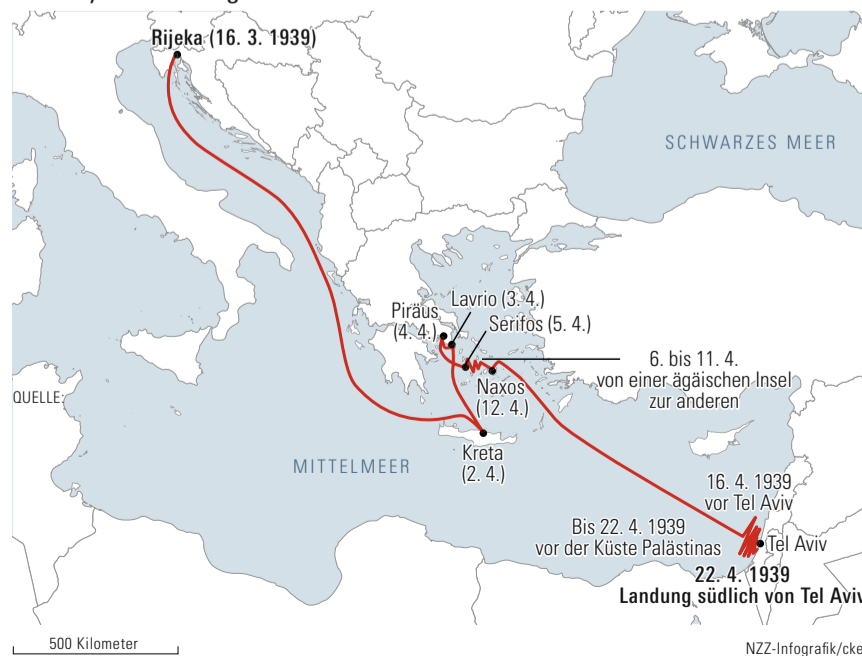 Rijeka (16. 3. 1939)
SCHWARZES MEER
Lavrio (3. 4.)
Piräus
(4. 4.)
Serifos (5. 4.)
6. bis 11. 4.
von einer ägäischen Insel
zur anderen
Naxos
(12. 4.)
QUELLE:
Kreta
(2. 4.)
MITTELMEER
16. 4. 1939
vor Tel Aviv
Bis 22. 4. 1939
vor der Küste Palästinas
Tel Aviv
22. 4. 1939
Landung südlich von Tel Aviv
500 Kilometer
NZZ-Infografik/cke